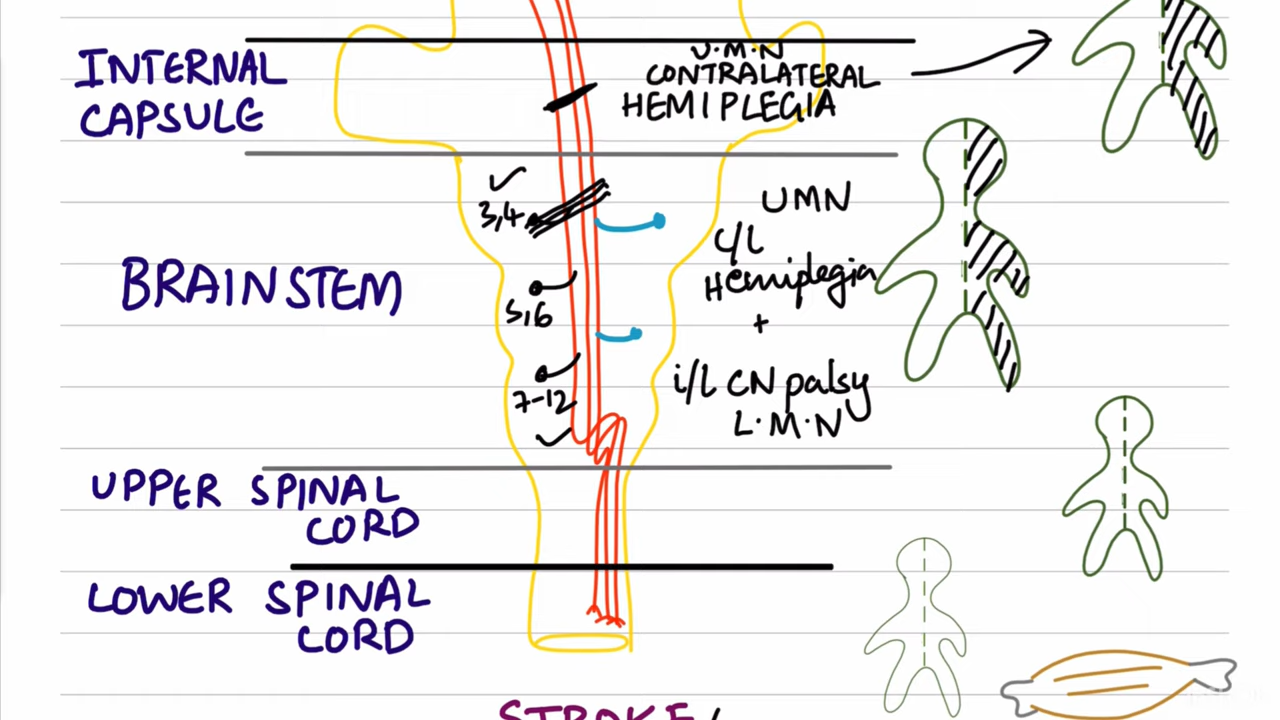 INTERNAL
CAPSULE
U.M.N
CONTRALATERAL
HEMIPLEGIA
BRAINSTEM
3,4
5,6
7-12
UMN
c/L
Hemiplegia
+
i/L CN palsy
L.M.N
UPPER SPINAL
CORD
LOWER SPINAL
CORD
STROKE